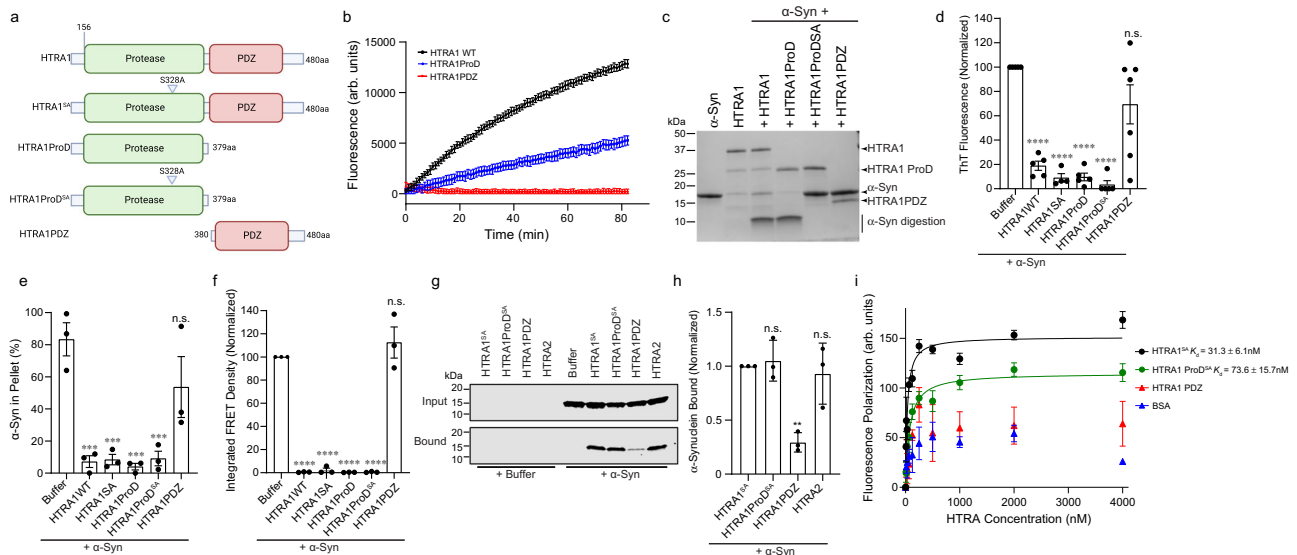 a
156
HTRA1
Protease
PDZ
480aa
S328A
HTRA1SA
Protease
PDZ
480aa
HTRA1ProD
Protease
379aa
S328A
HTRA1ProDSA
Protease
379aa
HTRA1PDZ
380
PDZ
480aa
b
Fluorescence (arb. units)
15000
10000
5000
0
0
20
40
60
80
100
Time (min)
HTRA1 WT
HTRA1ProD
HTRA1PDZ
c
α-Syn +
α-Syn
HTRA1
+ HTRA1
+ HTRA1ProD
+ HTRA1ProDSA
+ HTRA1PDZ
kDa
50
37
25
20
15
10
HTRA1
HTRA1 ProD
α-Syn
HTRA1PDZ
α-Syn digestion
d
ThT Fluorescence (Normalized)
140
120
100
80
60
40
20
0
****
****
****
****
n.s.
Buffer
HTRA1WT
HTRA1SA
HTRA1ProD
HTRA1ProDSA
HTRA1PDZ
+ α-Syn
e
α-Syn in Pellet (%)
100
80
60
40
20
0
***
***
***
***
n.s.
Buffer
HTRA1WT
HTRA1SA
HTRA1ProD
HTRA1ProDSA
HTRA1PDZ
+ α-Syn
f
Integrated FRET Density (Normalized)
140
120
100
80
60
40
20
0
****
****
****
****
n.s.
Buffer
HTRA1WT
HTRA1SA
HTRA1ProD
HTRA1ProDSA
HTRA1PDZ
+ α-Syn
g
HTRA1SA
HTRA1ProDSA
HTRA1PDZ
HTRA2
Buffer
HTRA1SA
HTRA1ProDSA
HTRA1PDZ
HTRA2
kDa
Input
15
10
Bound
15
10
+ Buffer
+ α-Syn
h
α-Synuclein Bound (Normalized)
1.5
1.0
0.5
0.0
n.s.
**
n.s.
HTRA1SA
HTRA1ProDSA
HTRA1PDZ
HTRA2
+ α-Syn
i
Fluorescence Polarization (arb. units)
200
150
100
50
0
0
1000
2000
3000
4000
HTRA Concentration (nM)
HTRA1SA Kd = 31.3 ± 6.1nM
HTRA1 ProDSA Kd = 73.6 ± 15.7nM
HTRA1 PDZ
BSA